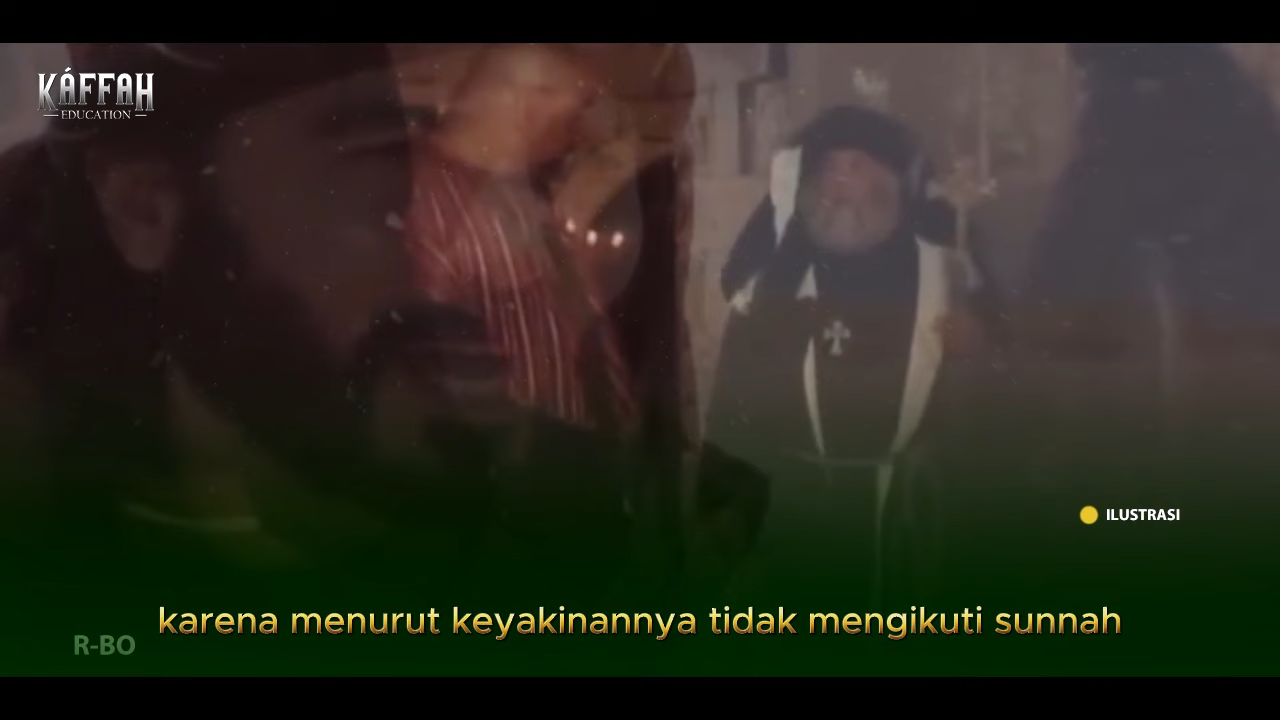 KÁFFAH
EDUCATION
ILUSTRASI
karena menurut keyakinannya tidak mengikuti sunnah
R-BO